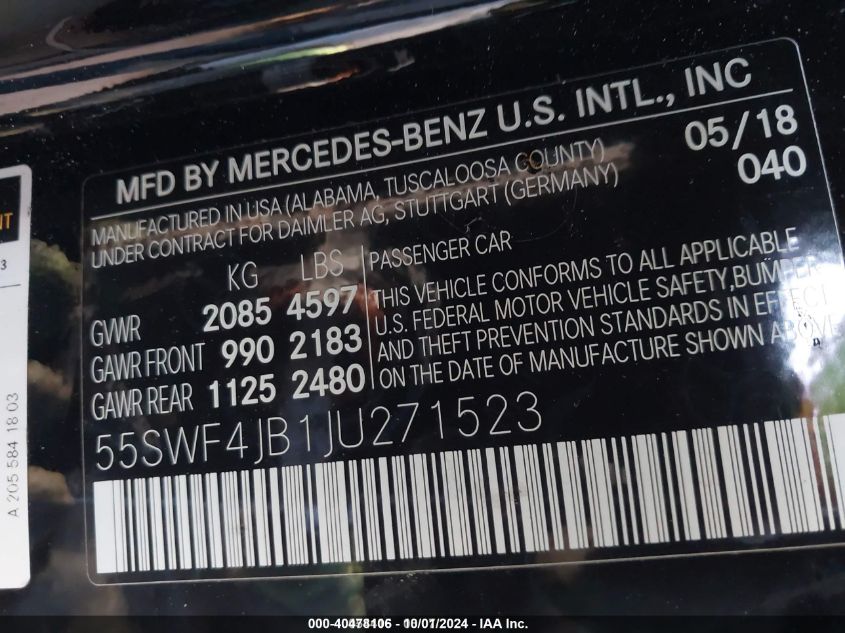 MFD BY MERCEDES-BENZ U.S. INTL., INC
05/18
MANUFACTURED IN USA (ALABAMA, TUSCALOOSA COUNTY)
040
UNDER CONTRACT FOR DAIMLER AG, STUTTGART (GERMANY)
KG LBS PASSENGER CAR
GVWR 2085 4597
GAWR FRONT 990 2183
GAWR REAR 1125 2480
THIS VEHICLE CONFORMS TO ALL APPLICABLE
U.S. FEDERAL MOTOR VEHICLE SAFETY, BUMPER
AND THEFT PREVENTION STANDARDS IN EFFECT
ON THE DATE OF MANUFACTURE SHOWN ABOVE
55SWF4JB1JU271523
A 205 584 18 03
NT
3
000-40478106 - 10/01/2024 - IAA Inc.